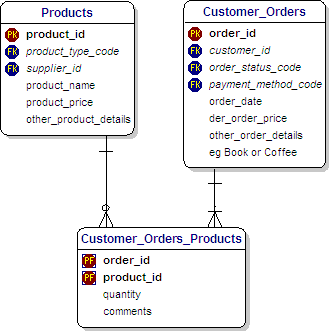 Products
PK product_id
FK product_type_code
FK supplier_id
product_name
product_price
other_product_details
Customer_Orders
PK order_id
FK customer_id
FK order_status_code
FK payment_method_code
order_date
der_order_price
other_order_details
eg Book or Coffee
Customer_Orders_Products
PF order_id
PF product_id
quantity
comments